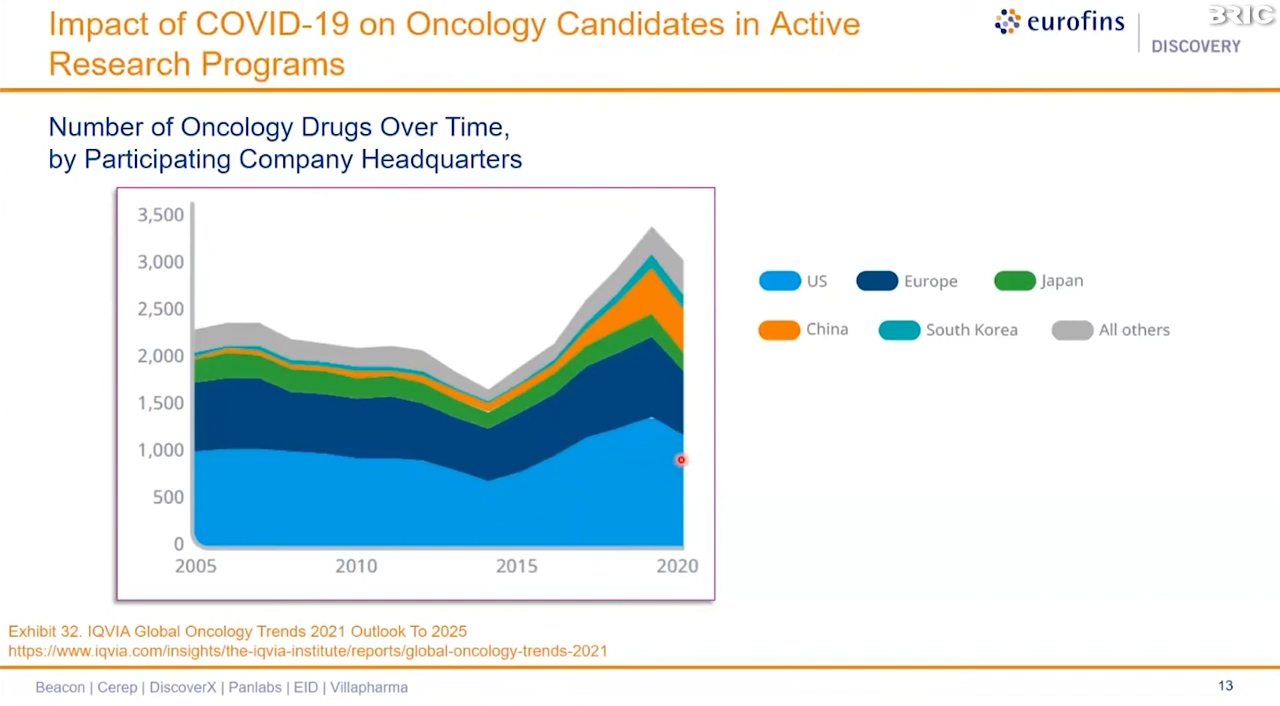 Impact of COVID-19 on Oncology Candidates in Active
Research Programs
eurofins
DISCOVERY
BRIC
Number of Oncology Drugs Over Time,
by Participating Company Headquarters
3,500
3,000
2,500
2,000
1,500
1,000
500
0
2005 2010 2015 2020
US Europe Japan
China South Korea All others
Exhibit 32. IQVIA Global Oncology Trends 2021 Outlook To 2025
https://www.iqvia.com/insights/the-iqvia-institute/reports/global-oncology-trends-2021
Beacon | Cerep | DiscoverX | Panlabs | EID | Villapharma
13